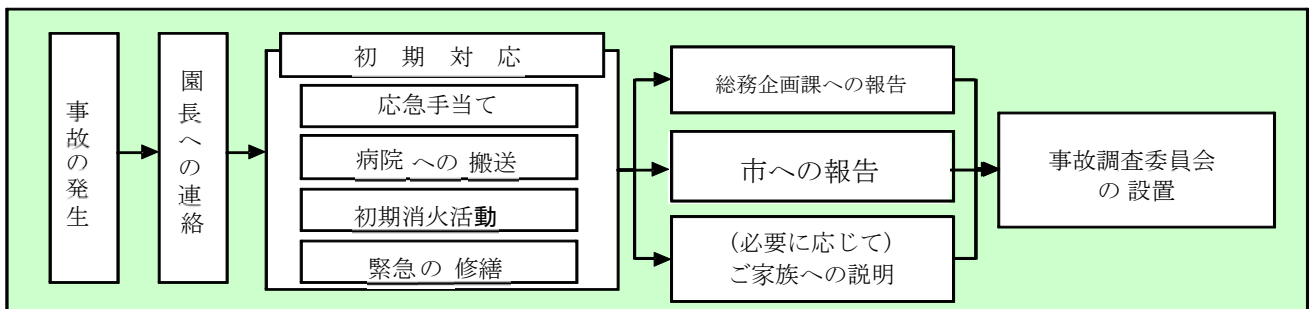 事故の発生
園長への連絡
初期対応
応急手当て
病院への搬送
初期消火活動
緊急の修繕
総務企画課への報告
市への報告
(必要に応じて)
ご家族への説明
事故調査委員会
の設置